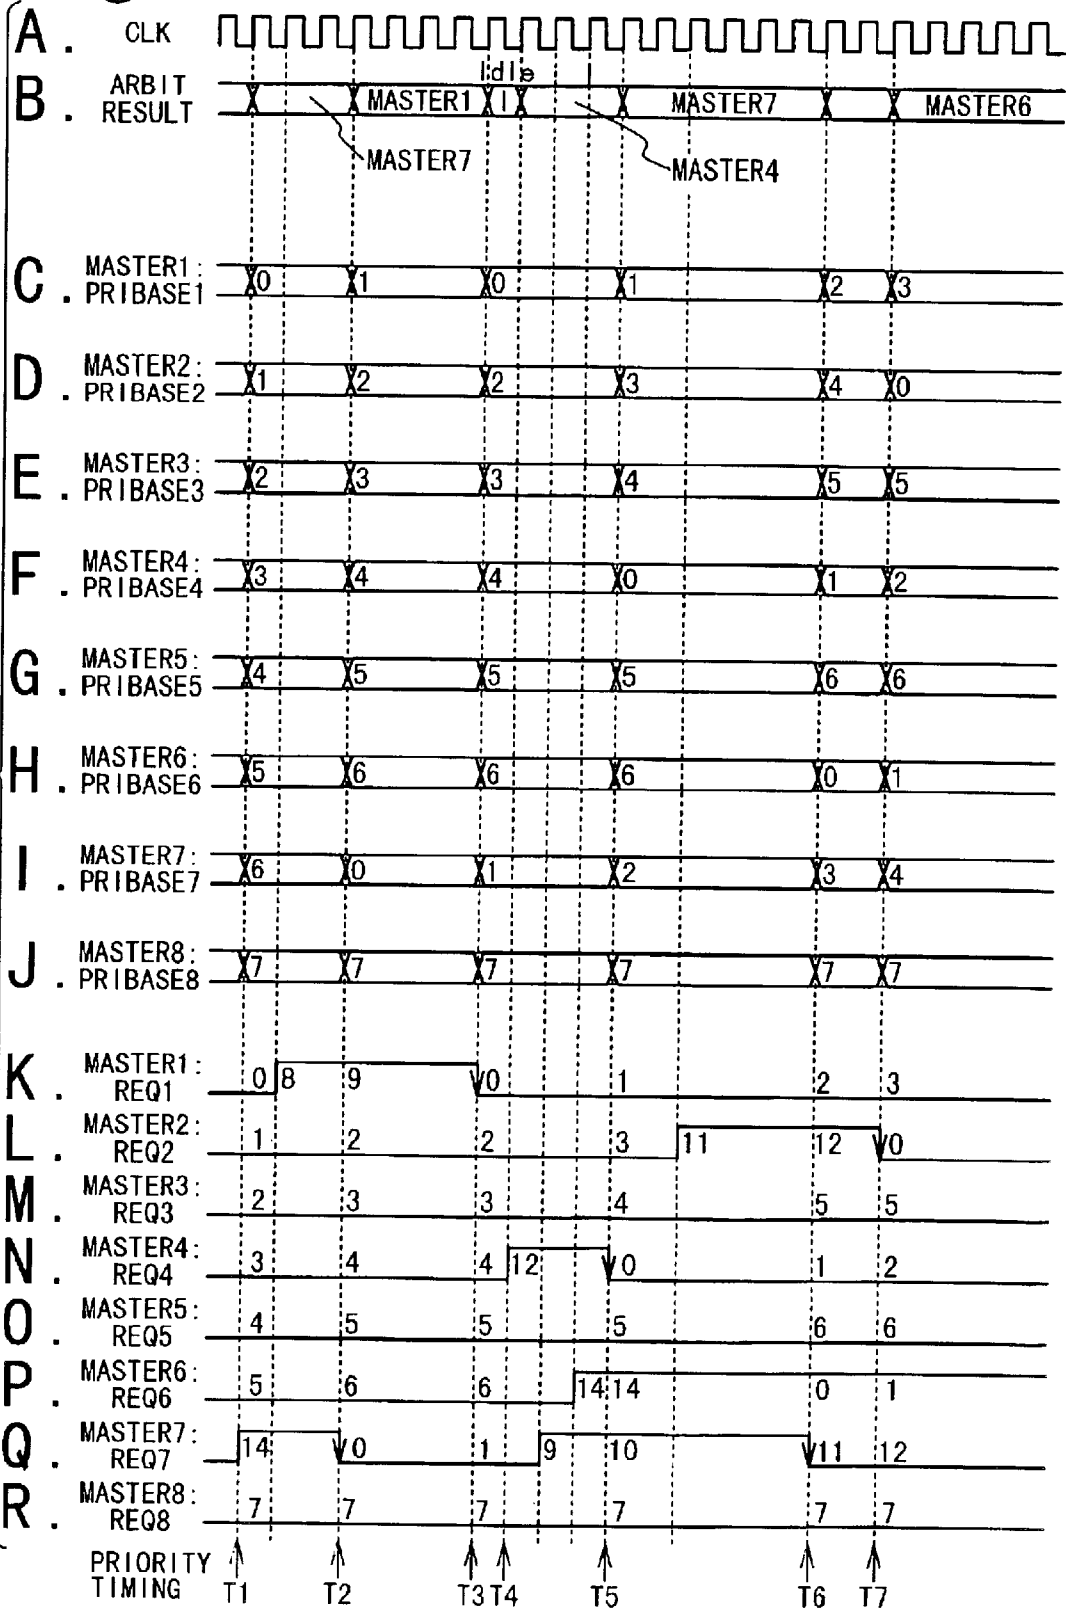 A. CLK
Idle
B. ARBIT RESULT MASTER1 I MASTER7 MASTER6
MASTER7 MASTER4
C. MASTER1: PRIBASE1 0 1 0 1 2 3
D. MASTER2: PRIBASE2 1 2 2 3 4 0
E. MASTER3: PRIBASE3 2 3 3 4 5 5
F. MASTER4: PRIBASE4 3 4 4 0 1 2
G. MASTER5: PRIBASE5 4 5 5 5 6 6
H. MASTER6: PRIBASE6 5 6 6 6 0 1
I. MASTER7: PRIBASE7 6 0 1 2 3 4
J. MASTER8: PRIBASE8 7 7 7 7 7 7
K. MASTER1: REQ1 0 8 9 0 1 2 3
L. MASTER2: REQ2 1 2 2 3 11 12 0
M. MASTER3: REQ3 2 3 3 4 5 5
N. MASTER4: REQ4 3 4 4 12 0 1 2
O. MASTER5: REQ5 4 5 5 5 6 6
P. MASTER6: REQ6 5 6 6 14 14 0 1
Q. MASTER7: REQ7 14 0 1 9 10 11 12
R. MASTER8: REQ8 7 7 7 7 7 7
PRIORITY TIMING T1 T2 T3 T4 T5 T6 T7